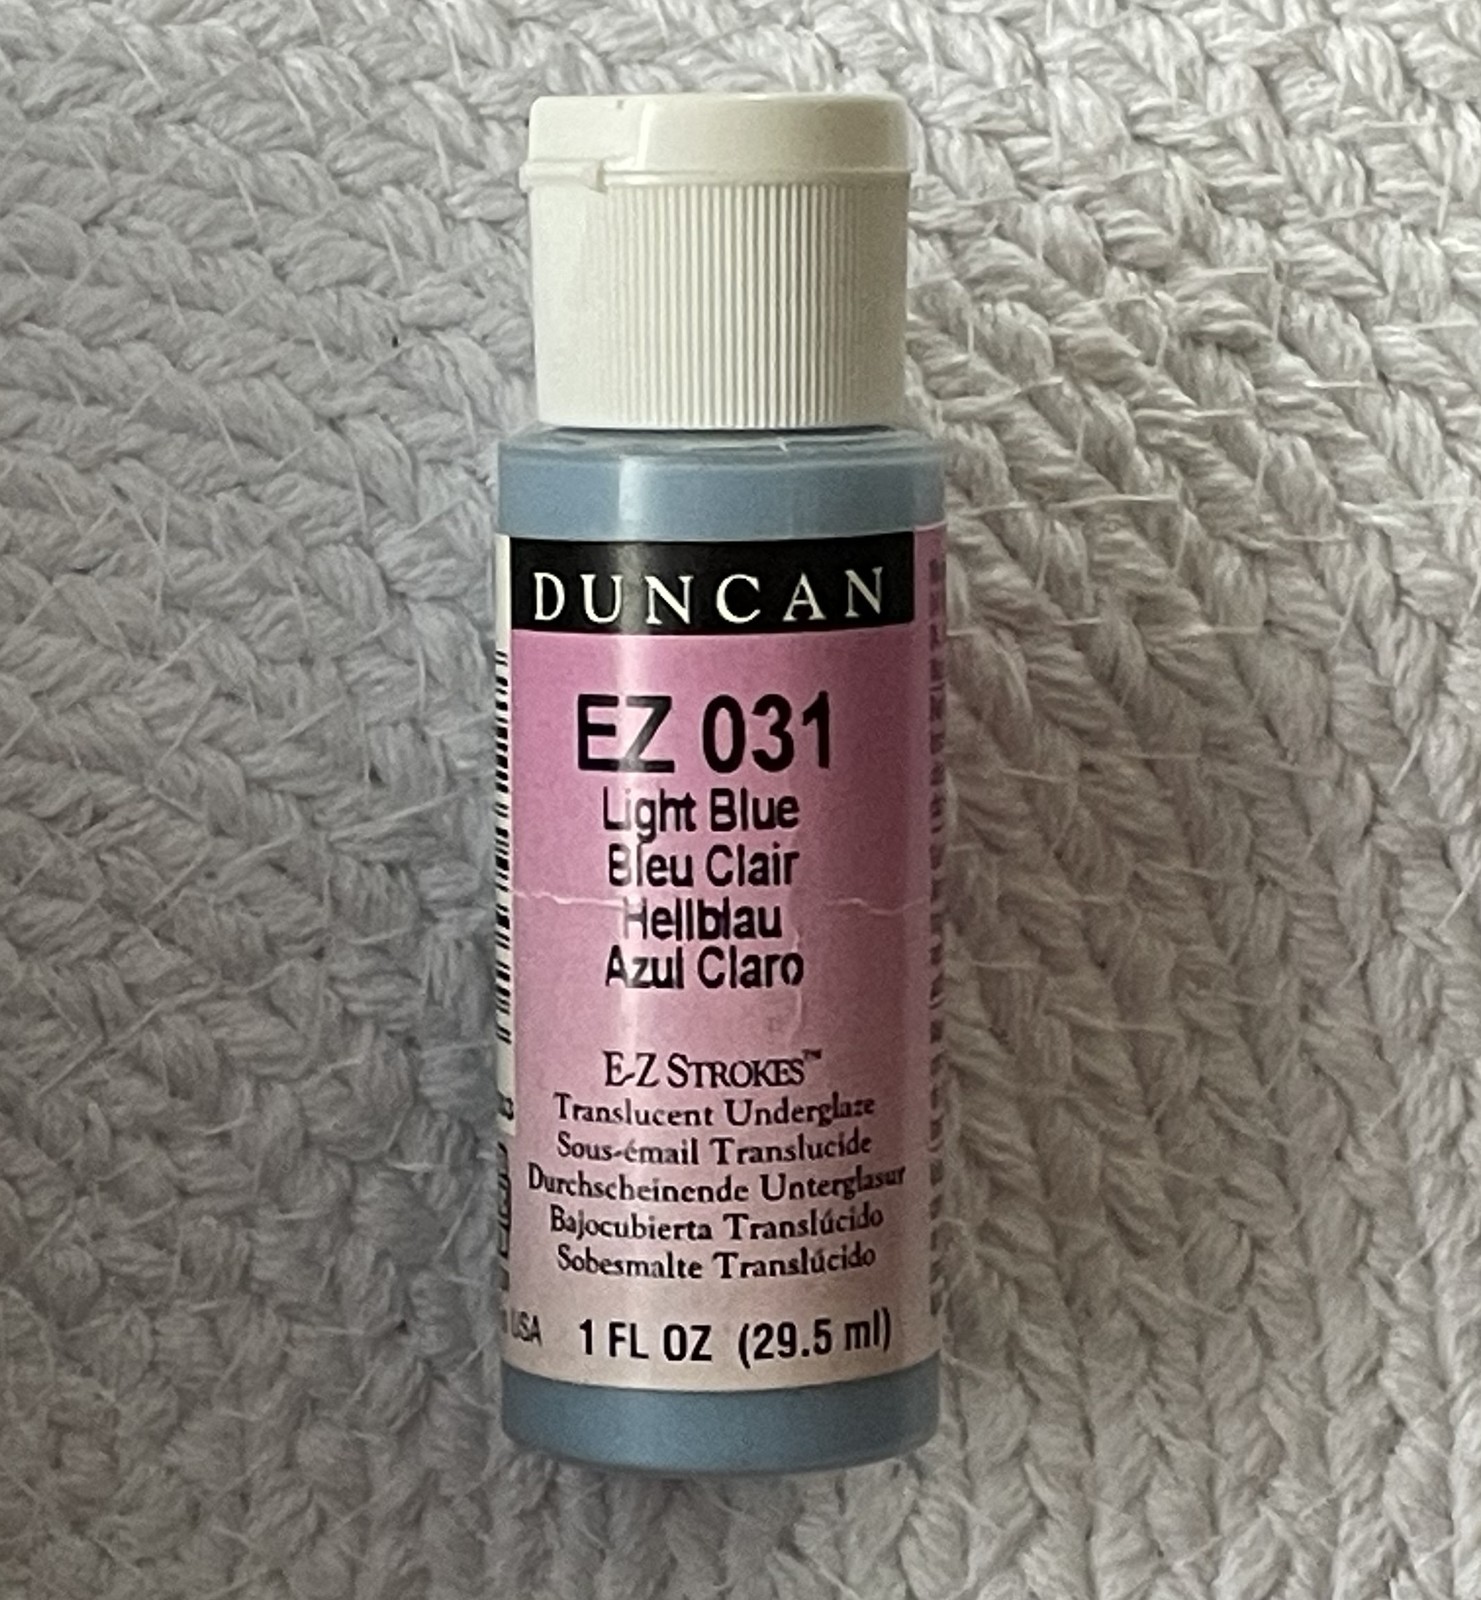 DUNCAN
EZ 031
Light Blue
Bleu Clair
Hellblau
Azul Claro
E-Z STROKES™
Translucent Underglaze
Sous-émail Translucide
Durchscheinende Unterglasur
Bajocubierta Translúcido
Sobesmalte Translúcido
USA
1 FL OZ (29.5 ml)